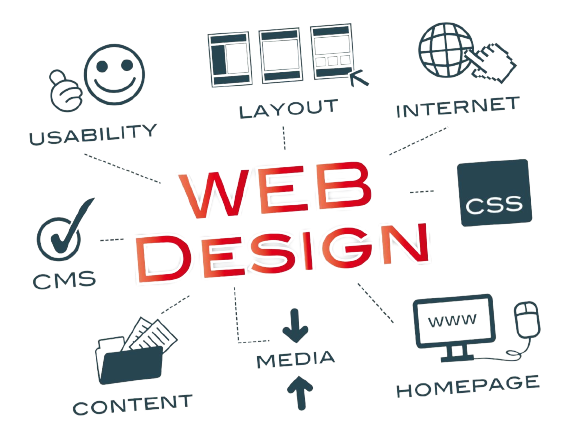 LAYOUT
INTERNET
USABILITY
WEB
DESIGN
CSS
CMS
WWW
MEDIA
HOMEPAGE
CONTENT